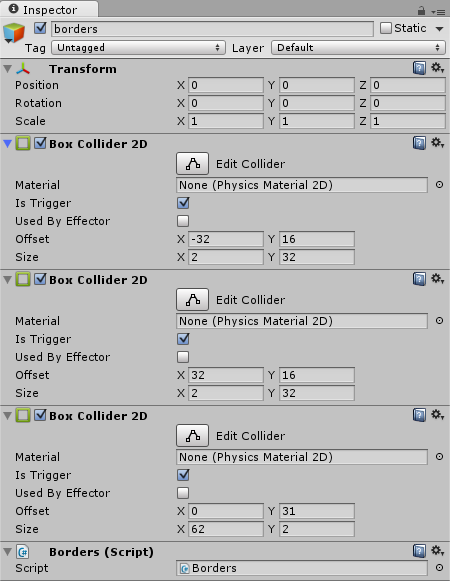 Inspector
borders Static
Tag Untagged Layer Default
Transform
Position X 0 Y 0 Z 0
Rotation X 0 Y 0 Z 0
Scale X 1 Y 1 Z 1
Box Collider 2D
Edit Collider
Material None (Physics Material 2D)
Is Trigger
Used By Effector
Offset X -32 Y 16
Size X 2 Y 32
Box Collider 2D
Edit Collider
Material None (Physics Material 2D)
Is Trigger
Used By Effector
Offset X 32 Y 16
Size X 2 Y 32
Box Collider 2D
Edit Collider
Material None (Physics Material 2D)
Is Trigger
Used By Effector
Offset X 0 Y 31
Size X 62 Y 2
Borders (Script)
Script Borders